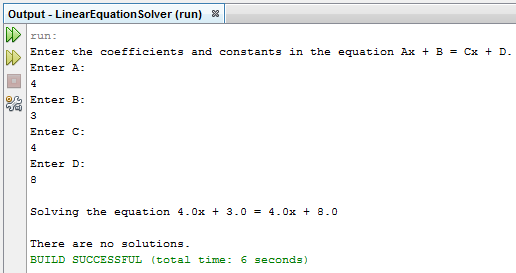 Output - LinearEquationSolver (run)
run:
Enter the coefficients and constants in the equation Ax + B = Cx + D.
Enter A:
4
Enter B:
3
Enter C:
4
Enter D:
8
Solving the equation 4.0x + 3.0 = 4.0x + 8.0
There are no solutions.
BUILD SUCCESSFUL (total time: 6 seconds)